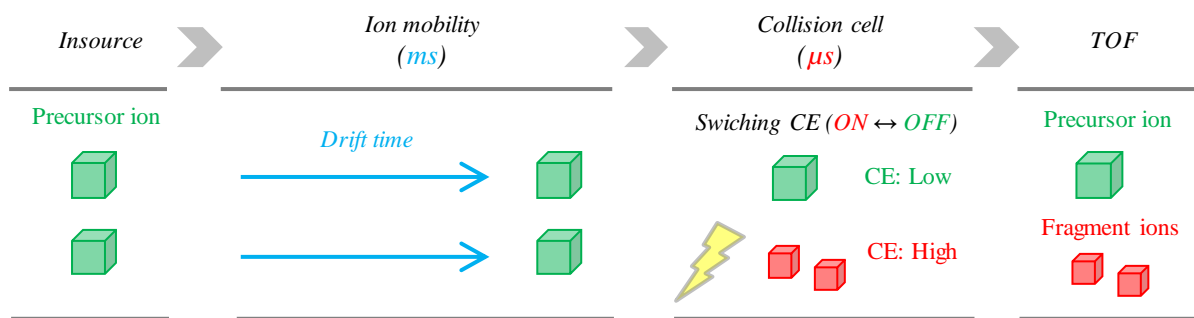 Insource
Ion mobility
(ms)
Collision cell
(μs)
TOF
Precursor ion
Drift time
Swiching CE (ON ↔ OFF)
CE: Low
CE: High
Precursor ion
Fragment ions